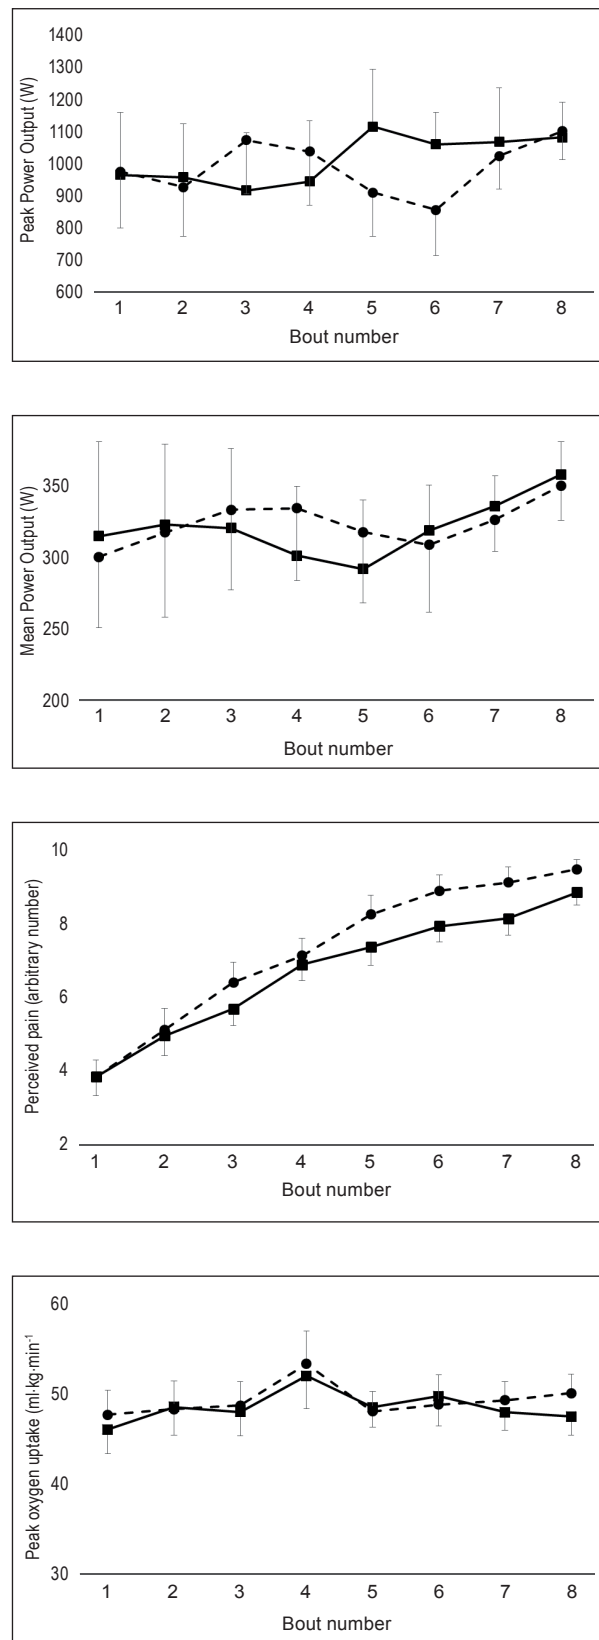 1400
1300
1200
1100
1000
900
800
700
600
Peak Power Output (W)
1 2 3 4 5 6 7 8
Bout number
350
300
250
200
Mean Power Output (W)
1 2 3 4 5 6 7 8
Bout number
10
8
6
4
2
Perceived pain (arbitrary number)
1 2 3 4 5 6 7 8
Bout number
60
50
40
30
Peak oxygen uptake (ml·kg·min⁻¹
1 2 3 4 5 6 7 8
Bout number